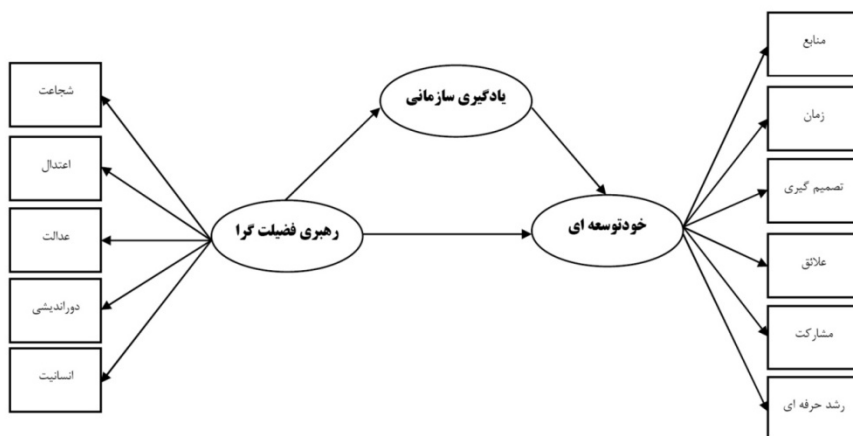 منابع
زمان
تصمیم گیری
علائق
مشارکت
رشد حرفه ای
یادگیری سازمانی
خودتوسعه ای
رهبری فضیلت گرا
شجاعت
اعتدال
عدالت
دوراندیشی
انسانیت